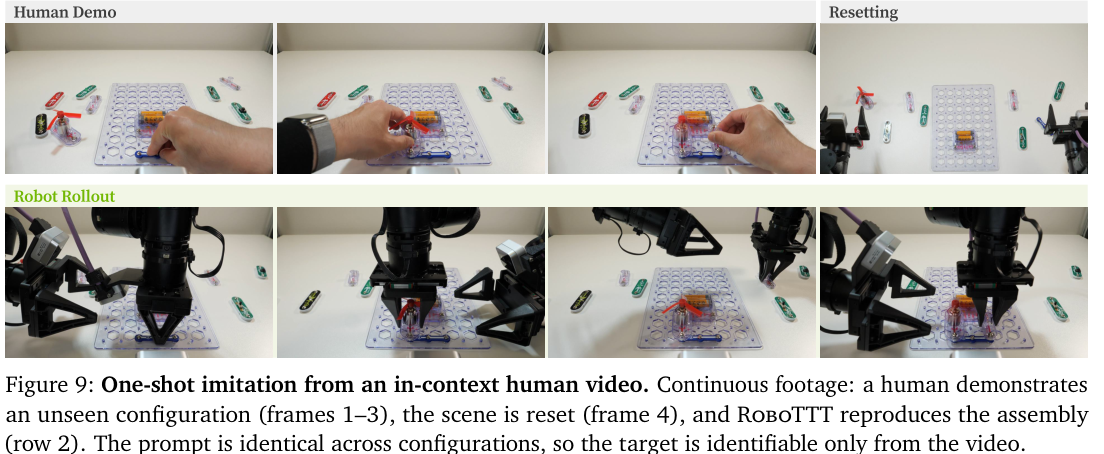 Human Demo
Resetting
Robot Rollout
Figure 9: One-shot imitation from an in-context human video. Continuous footage: a human demonstrates
an unseen configuration (frames 1–3), the scene is reset (frame 4), and ROBOTTT reproduces the assembly
(row 2). The prompt is identical across configurations, so the target is identifiable only from the video.